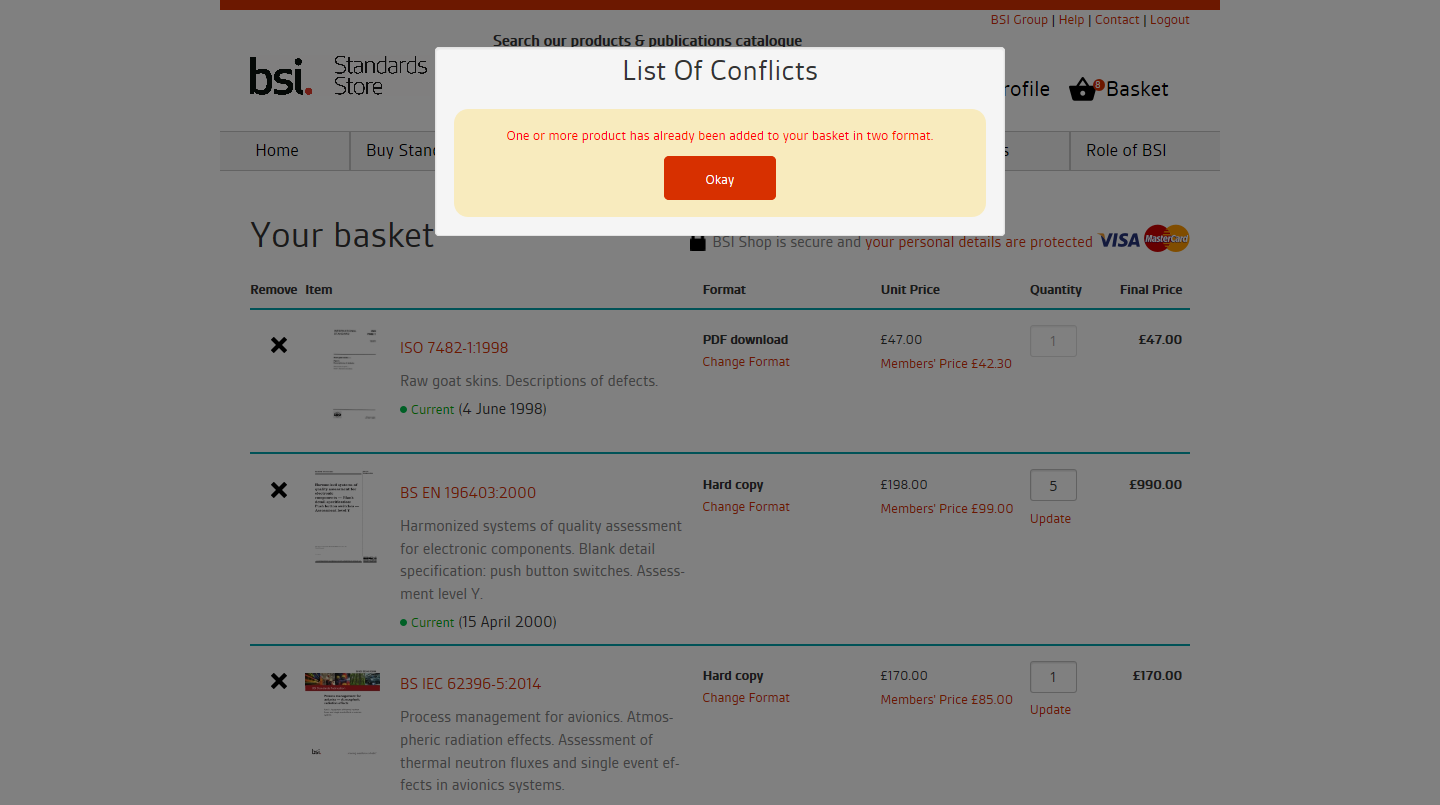 BSI Group | Help | Contact | Logout
Search our products & publications catalogue
bsi. Standards Store
rofile
8
Basket
List Of Conflicts
One or more product has already been added to your basket in two format.
Okay
Home
Buy Stand
s
Role of BSI
Your basket
BSI Shop is secure and your personal details are protected VISA MasterCard
Remove Item Format Unit Price Quantity Final Price
ISO 7482-1:1998
Raw goat skins. Descriptions of defects.
Current (4 June 1998)
PDF download
Change Format
£47.00
Members' Price £42.30
1
£47.00
BS EN 196403:2000
Harmonized systems of quality assessment
for electronic components. Blank detail
specification: push button switches. Assess-
ment level Y.
Current (15 April 2000)
Hard copy
Change Format
£198.00
Members' Price £99.00
5
Update
£990.00
BS IEC 62396-5:2014
Process management for avionics. Atmos-
pheric radiation effects. Assessment of
thermal neutron fluxes and single event ef-
fects in avionics systems.
Hard copy
Change Format
£170.00
Members' Price £85.00
1
Update
£170.00
bsi.